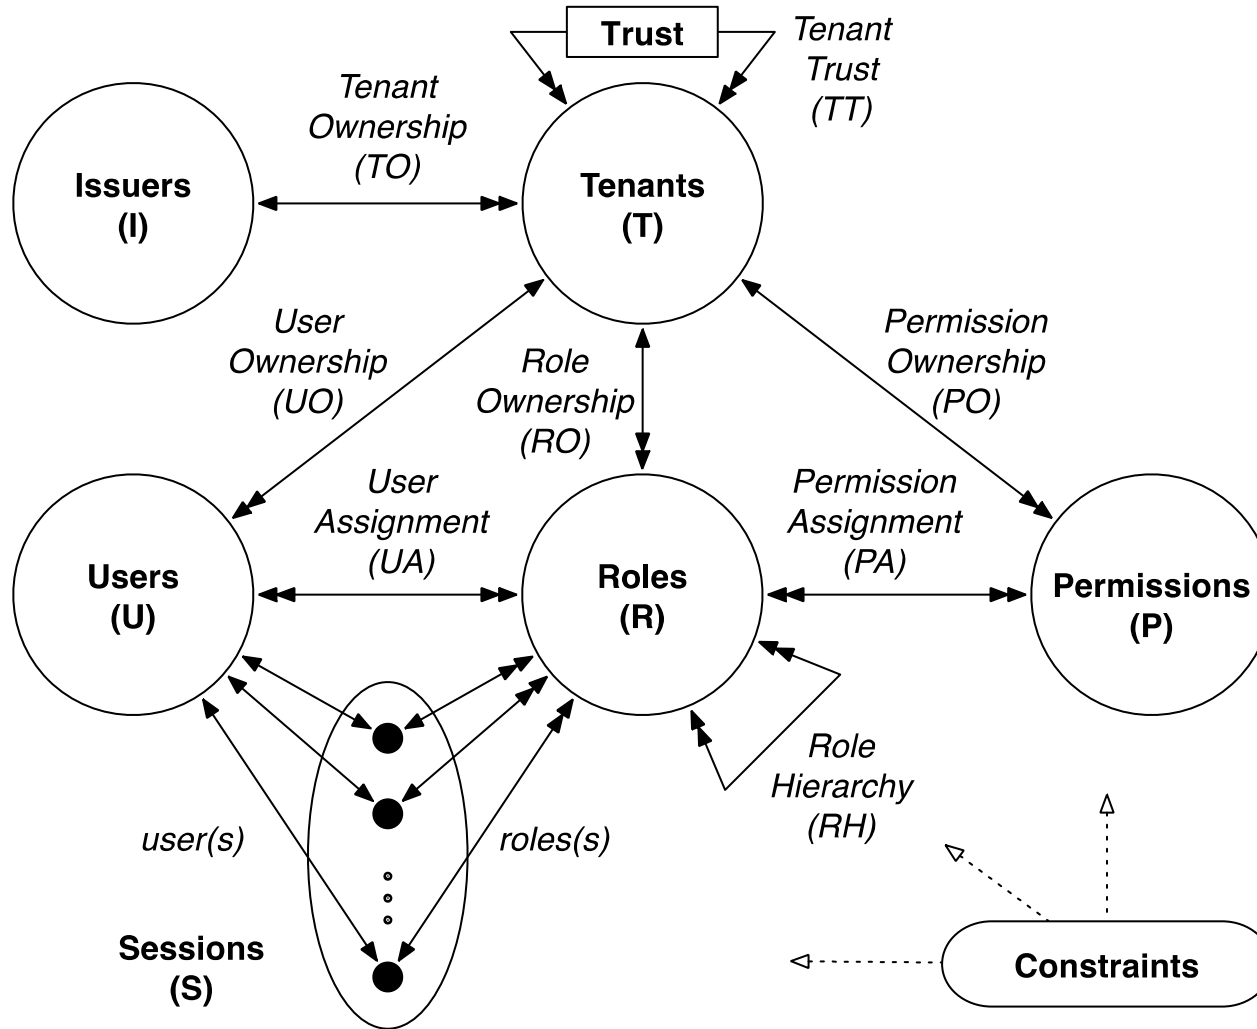 Trust
Tenant
Trust
(TT)
Tenant
Ownership
(TO)
Issuers
(I)
Tenants
(T)
User
Ownership
(UO)
Role
Ownership
(RO)
Permission
Ownership
(PO)
User
Assignment
(UA)
Permission
Assignment
(PA)
Users
(U)
Roles
(R)
Permissions
(P)
Role
Hierarchy
(RH)
user(s)
roles(s)
Sessions
(S)
Constraints